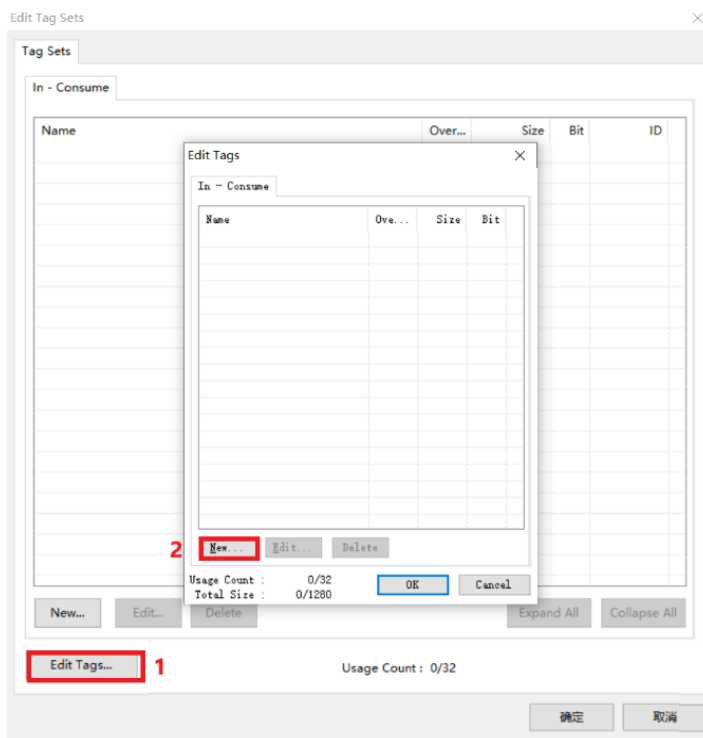 Edit Tag Sets
Tag Sets
In - Consume
Name Over... Size Bit ID
Edit Tags
In - Consume
Name Ove... Size Bit
2 New... Edit... Delete
Usage Count : 0/32
Total Size : 0/1280
OK Cancel
New... Edit... Delete Expand All Collapse All
Edit Tags... 1 Usage Count : 0/32
确定 取消